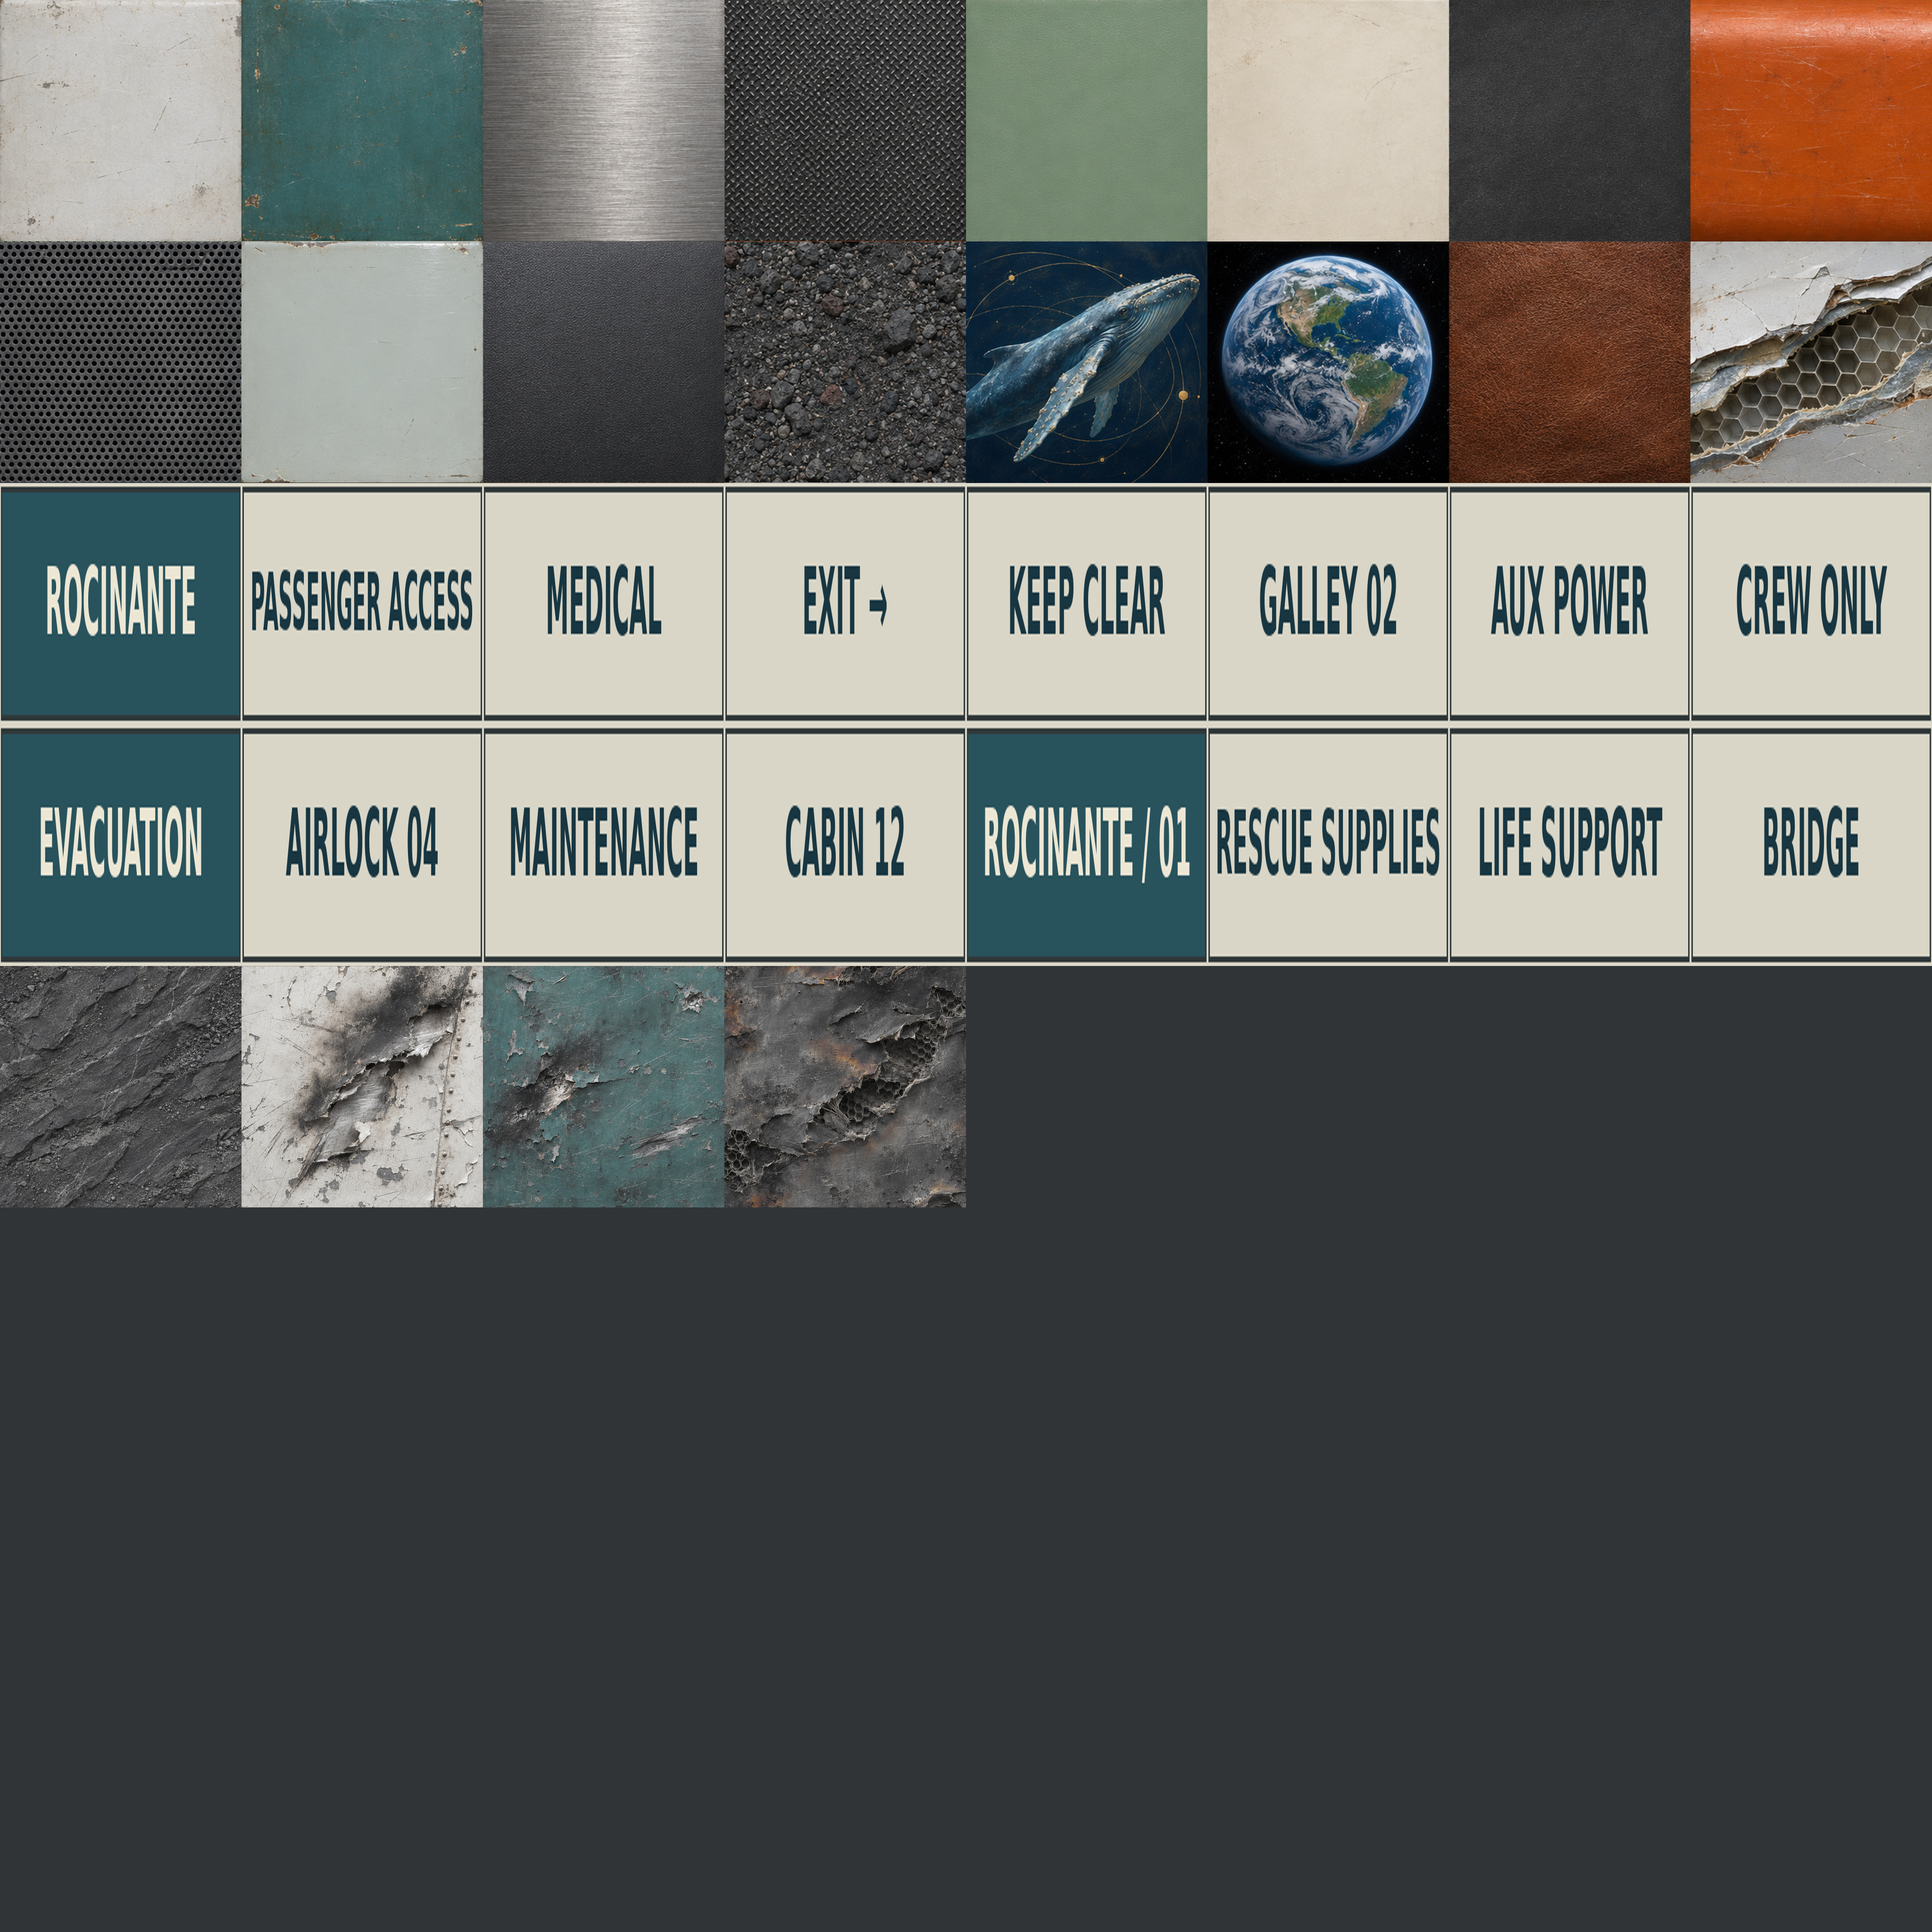 ROCINANTE
PASSENGER ACCESS
MEDICAL
EXIT →
KEEP CLEAR
GALLEY 02
AUX POWER
CREW ONLY
EVACUATION
AIRLOCK 04
MAINTENANCE
CABIN 12
ROCINANTE / 01
RESCUE SUPPLIES
LIFE SUPPORT
BRIDGE